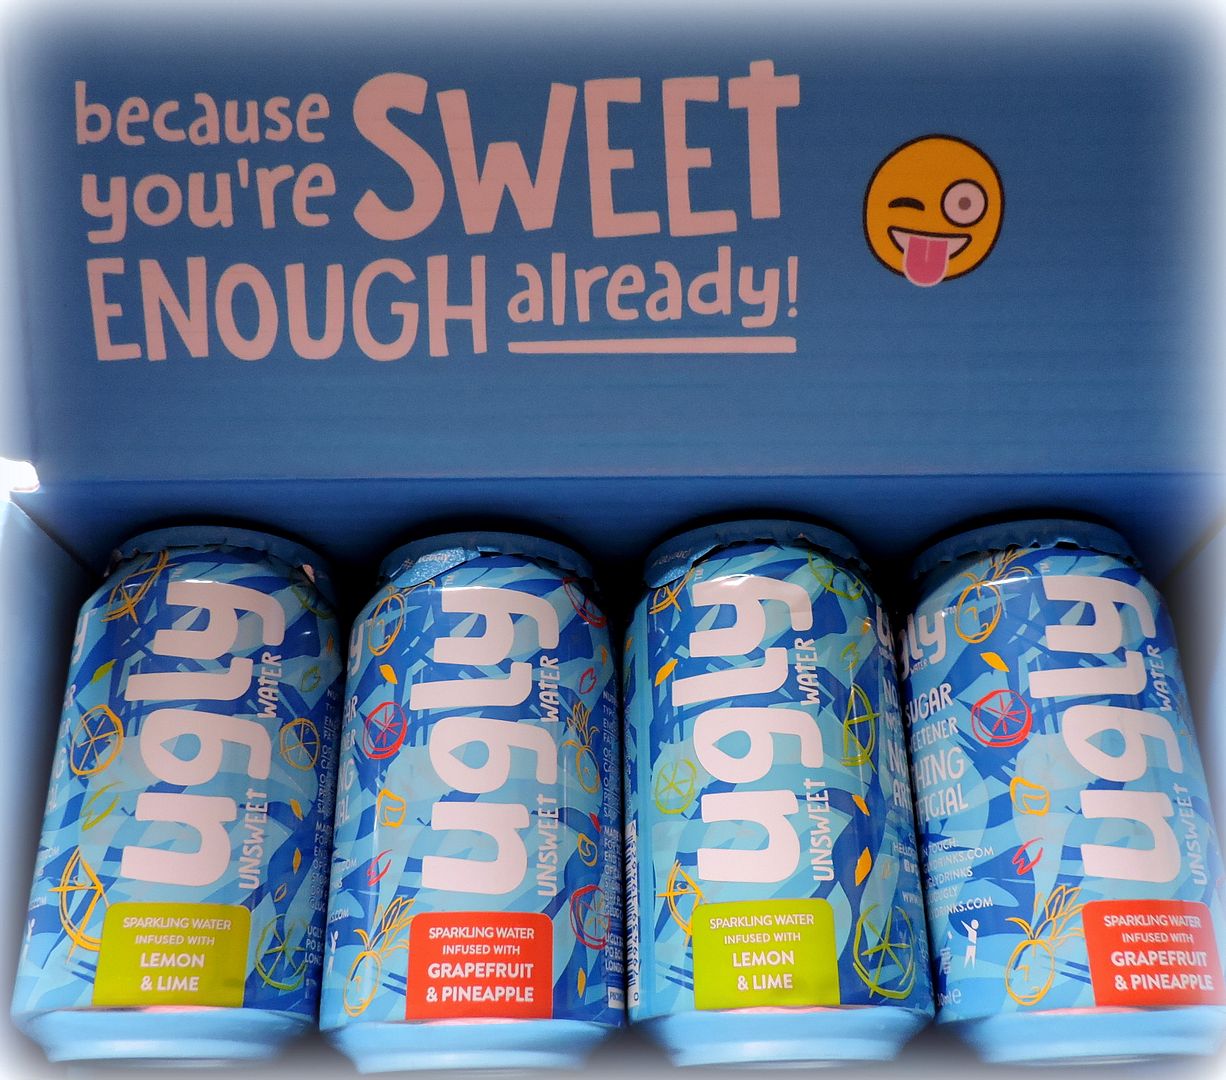 because
you're SWEET
ENOUGH already!
ugly
WATER
UNSWEET
SPARKLING WATER
INFUSED WITH
LEMON
& LIME
ugly
WATER
UNSWEET
SPARKLING WATER
INFUSED WITH
GRAPEFRUIT
& PINEAPPLE
ugly
WATER
UNSWEET
SPARKLING WATER
INFUSED WITH
LEMON
& LIME
SUGAR
ugly
WATER
UNSWEET
SPARKLING WATER
INFUSED WITH
GRAPEFRUIT
& PINEAPPLE